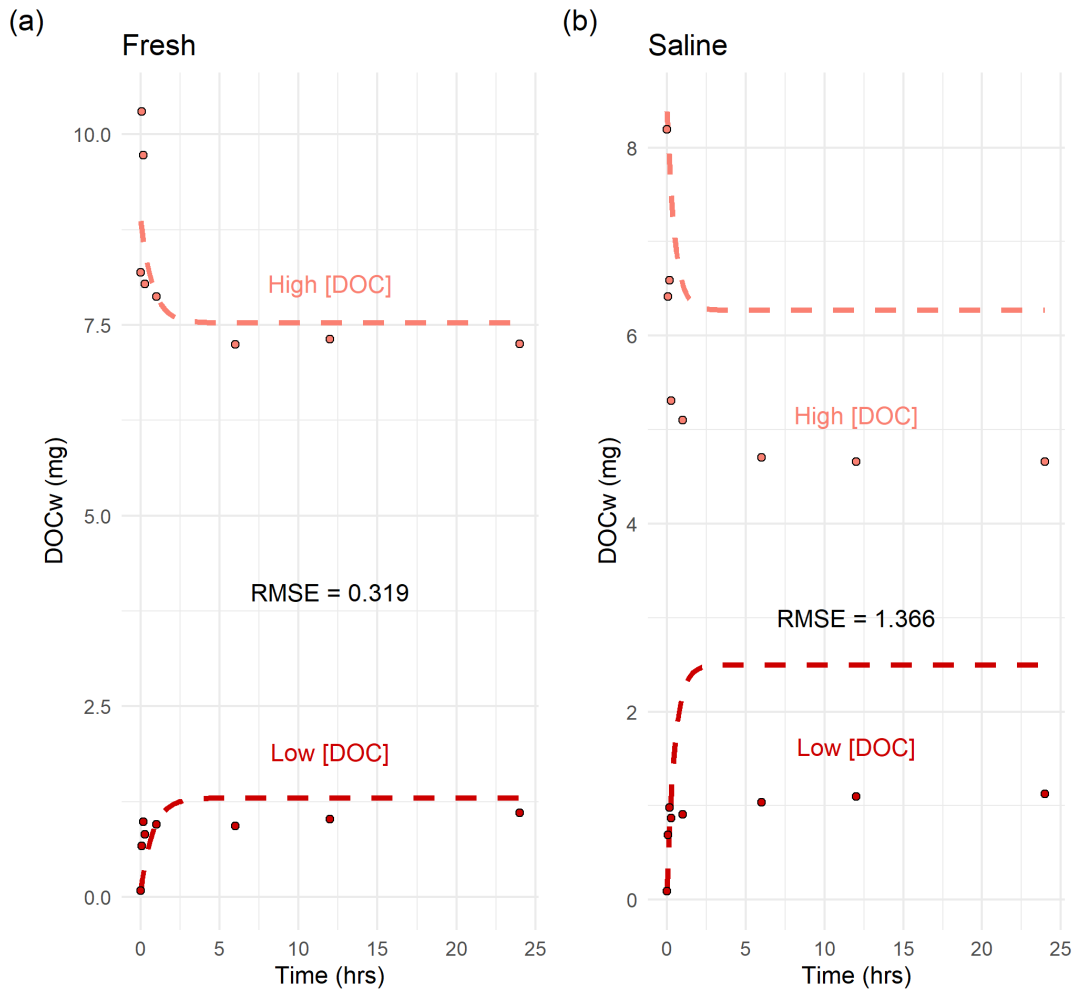 (a)
Fresh
10.0
7.5
5.0
2.5
0.0
DOCw (mg)
High [DOC]
RMSE = 0.319
Low [DOC]
0 5 10 15 20 25
Time (hrs)
(b)
Saline
8
6
4
2
0
DOCw (mg)
High [DOC]
RMSE = 1.366
Low [DOC]
0 5 10 15 20 25
Time (hrs)